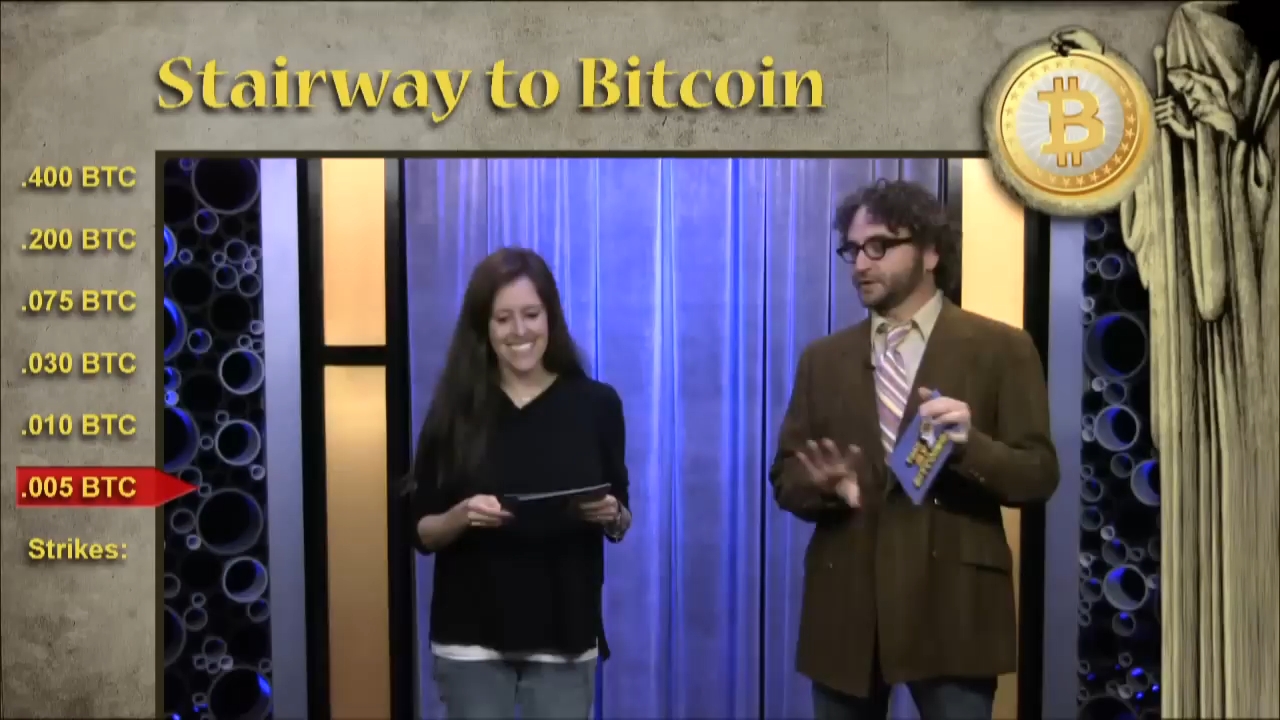 Stairway to Bitcoin
.400 BTC
.200 BTC
.075 BTC
.030 BTC
.010 BTC
.005 BTC
Strikes: